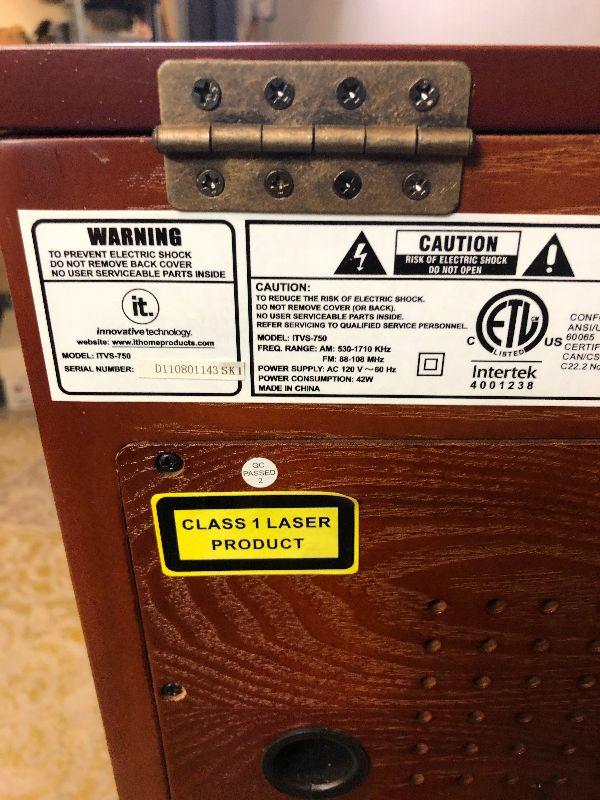 WARNING
TO PREVENT ELECTRIC SHOCK
DO NOT REMOVE BACK COVER
NO USER SERVICEABLE PARTS INSIDE
it.
innovative technology.
website: www.ithomeproducts.com
MODEL: ITVS-750
SERIAL NUMBER: D110801143 SK1
CAUTION
RISK OF ELECTRIC SHOCK
DO NOT OPEN
CAUTION:
TO REDUCE THE RISK OF ELECTRIC SHOCK.
DO NOT REMOVE COVER (OR BACK).
NO USER SERVICEABLE PARTS INSIDE.
REFER SERVICING TO QUALIFIED SERVICE PERSONNEL.
MODEL: ITVS-750
FREQ. RANGE: AM: 530-1710 KHz
FM: 88-108 MHz
POWER SUPPLY: AC 120 V ~ 60 Hz
POWER CONSUMPTION: 42W
MADE IN CHINA
ETL CM
LISTED
C US
Intertek
4001238
CONF
ANSI/U
60065
CERTIF
CAN/CS
C22.2 No
QC
PASSED
2
CLASS 1 LASER
PRODUCT